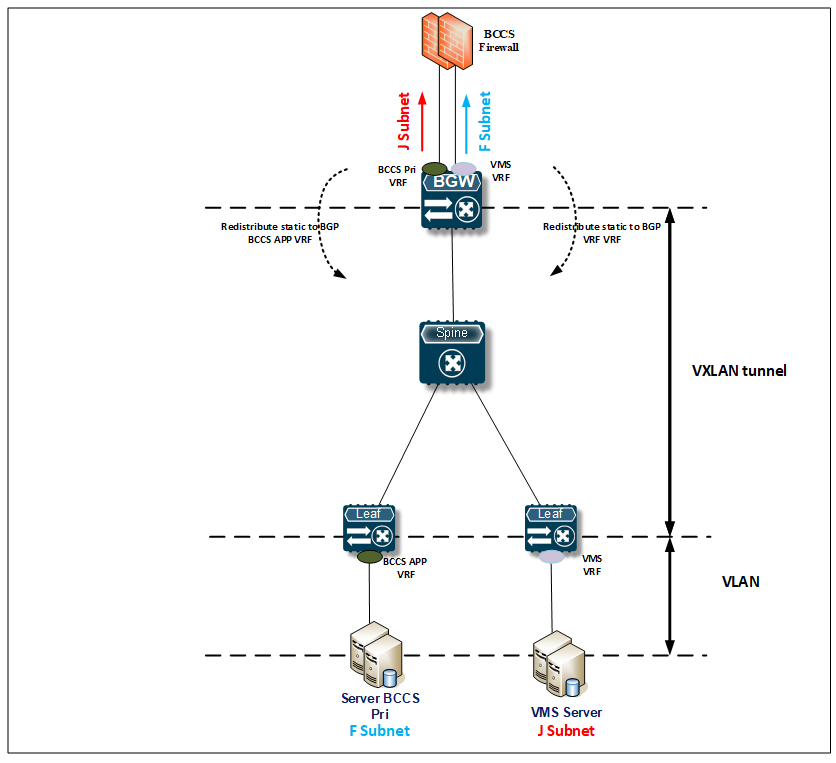 BCCS
Firewall
J Subnet
F Subnet
BCCS Pri
VRF
VMS
VRF
BGW
Redistribute static to BGP
BCCS APP VRF
Redistribute static to BGP
VRF VRF
Spine
VXLAN tunnel
Leaf
Leaf
BCCS APP
VRF
VMS
VRF
VLAN
Server BCCS
Pri
F Subnet
VMS Server
J Subnet